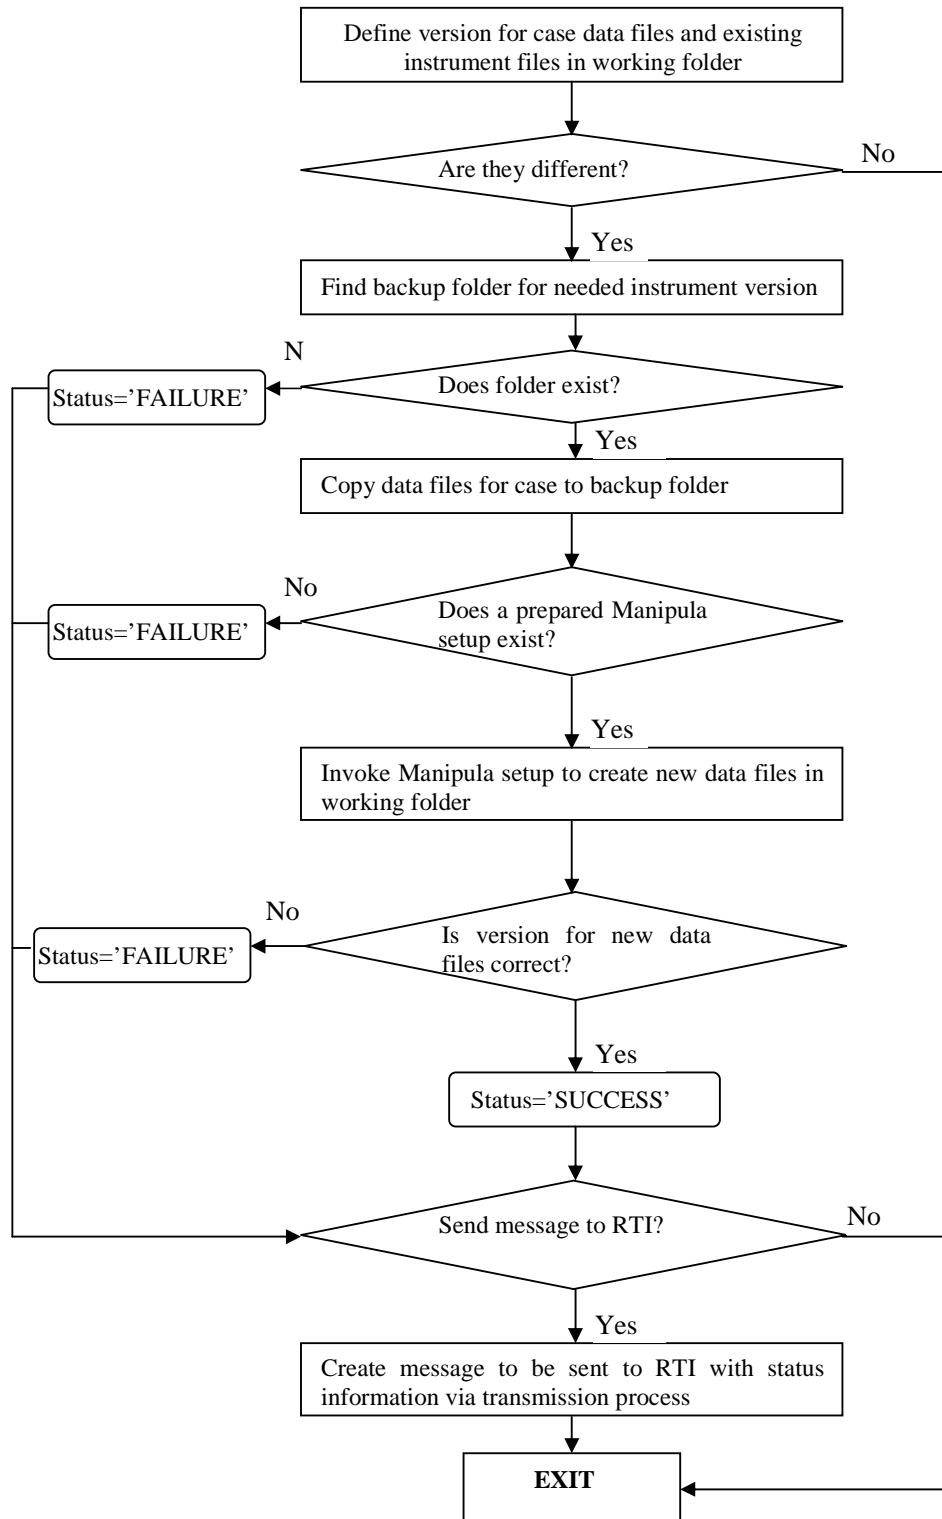 Define version for case data files and existing
instrument files in working folder
Are they different?
No
Yes
Find backup folder for needed instrument version
N
Does folder exist?
Status='FAILURE'
Yes
Copy data files for case to backup folder
No
Does a prepared Manipula
setup exist?
Status='FAILURE'
Yes
Invoke Manipula setup to create new data files in
working folder
No
Is version for new data
files correct?
Status='FAILURE'
Yes
Status='SUCCESS'
Send message to RTI?
No
Yes
Create message to be sent to RTI with status
information via transmission process
EXIT